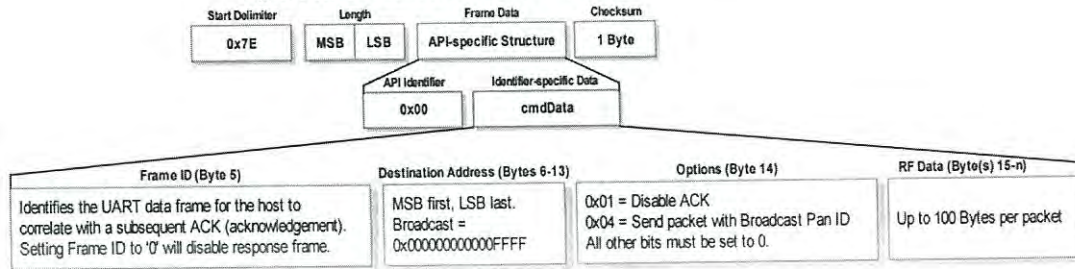 Start Delimiter
Length
Frame Data
Checksum
0x7E
MSB
LSB
API-specific Structure
1 Byte
API Identifier
Identifier-specific Data
0x00
cmdData
Frame ID (Byte 5)
Identifies the UART data frame for the host to
correlate with a subsequent ACK (acknowledgement).
Setting Frame ID to '0' will disable response frame.
Destination Address (Bytes 6-13)
MSB first, LSB last.
Broadcast =
0x000000000000FFFF
Options (Byte 14)
0x01 = Disable ACK
0x04 = Send packet with Broadcast Pan ID
All other bits must be set to 0.
RF Data (Byte(s) 15-n)
Up to 100 Bytes per packet